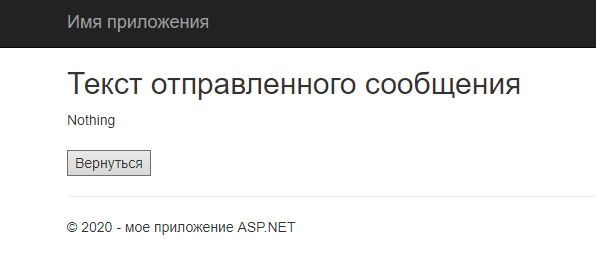 Имя приложения
Текст отправленного сообщения
Nothing
Вернуться
© 2020 - мое приложение ASP.NET